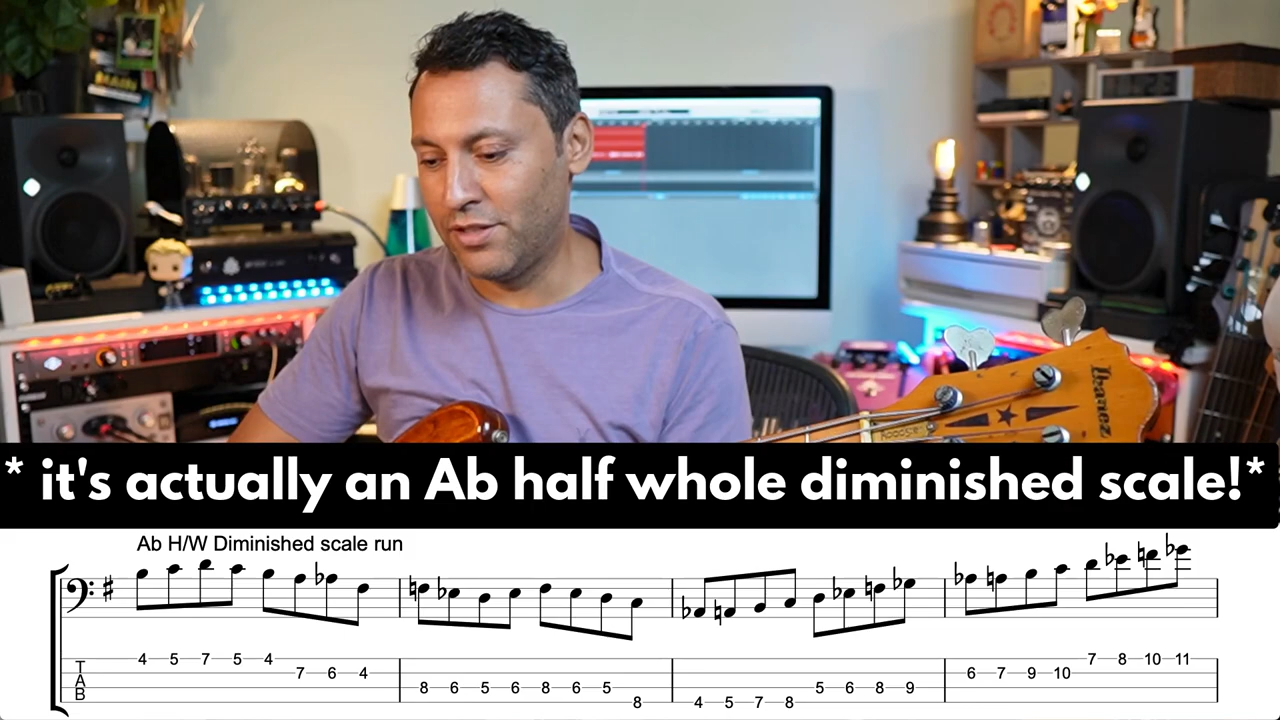 Ibanez
* it's actually an Ab half whole diminished scale!*
Ab H/W Diminished scale run
4 5 7 5 4 7 6 4 8 6 5 6 8 6 5 8 4 5 7 8 5 6 8 9 6 7 9 10 7 8 10 11
T
A
B